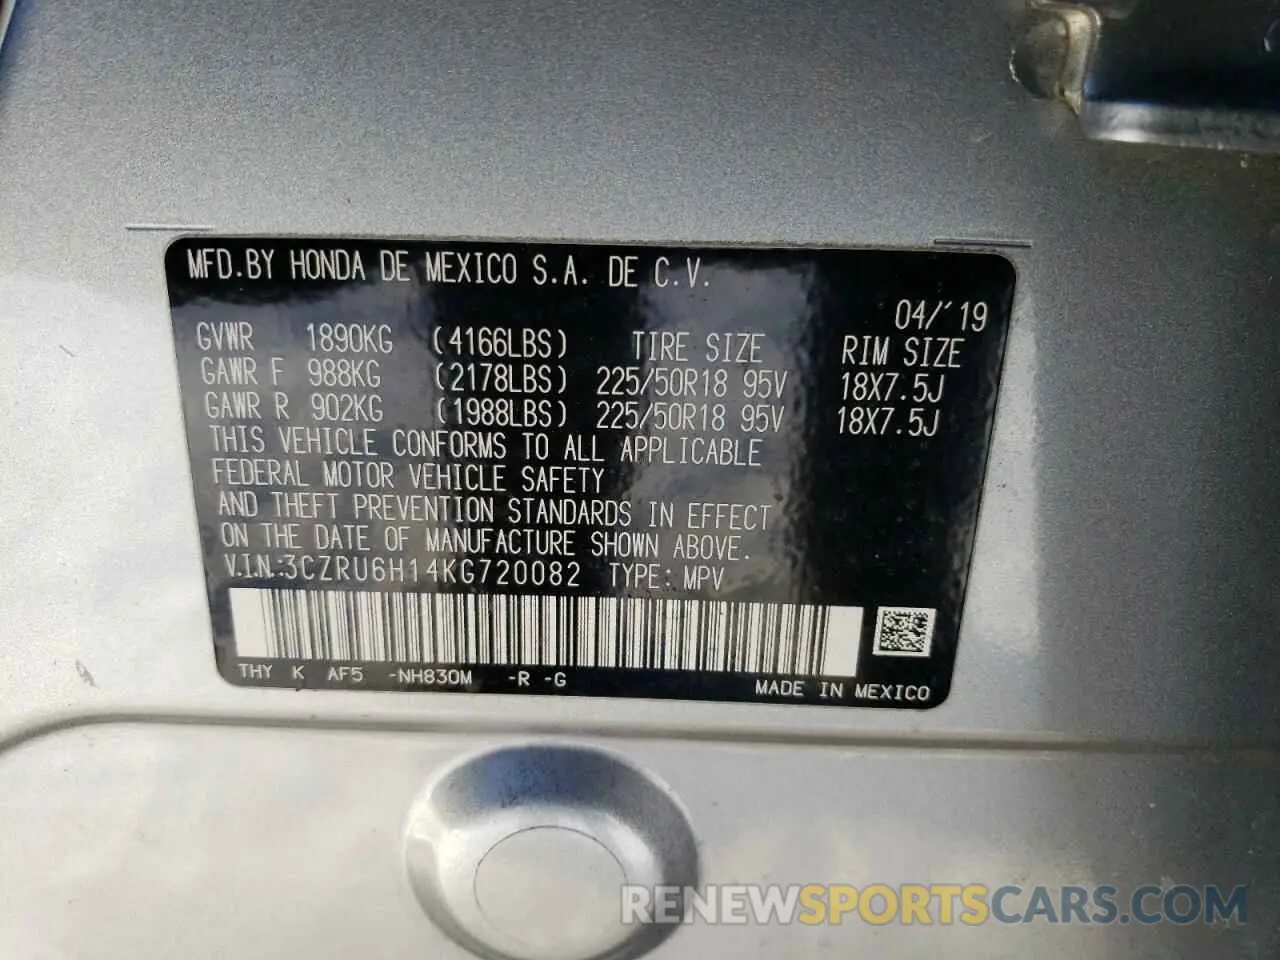 MFD.BY HONDA DE MEXICO S.A. DE C.V.
04/'19
GVWR 1890KG (4166LBS) TIRE SIZE RIM SIZE
GAWR F 988KG (2178LBS) 225/50R18 95V 18X7.5J
GAWR R 902KG (1988LBS) 225/50R18 95V 18X7.5J
THIS VEHICLE CONFORMS TO ALL APPLICABLE
FEDERAL MOTOR VEHICLE SAFETY
AND THEFT PREVENTION STANDARDS IN EFFECT
ON THE DATE OF MANUFACTURE SHOWN ABOVE.
V.I.N.:3CZRU6H14KG720082 TYPE: MPV
THY K AF5 -NH830M -R -G
MADE IN MEXICO
RENEWSPORTSCARS.COM